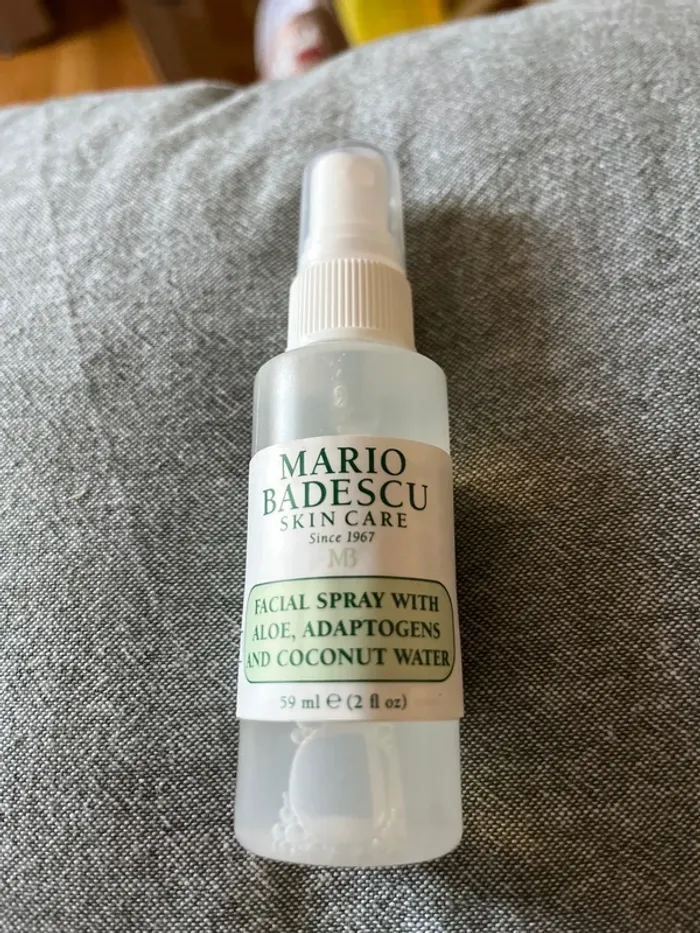 MARIO
BADESCU
SKIN CARE
Since 1967
MB
FACIAL SPRAY WITH
ALOE, ADAPTOGENS
AND COCONUT WATER
59 ml ℮ (2 fl oz)